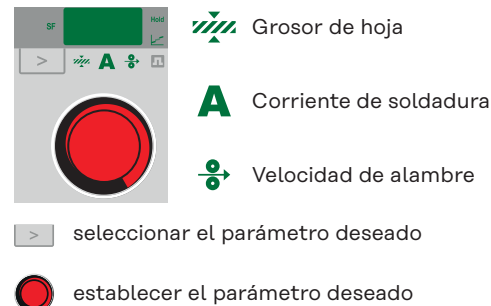 SF
Hold
>
A
Grosor de hoja
A
Corriente de soldadura
Velocidad de alambre
> seleccionar el parámetro deseado
establecer el parámetro deseado